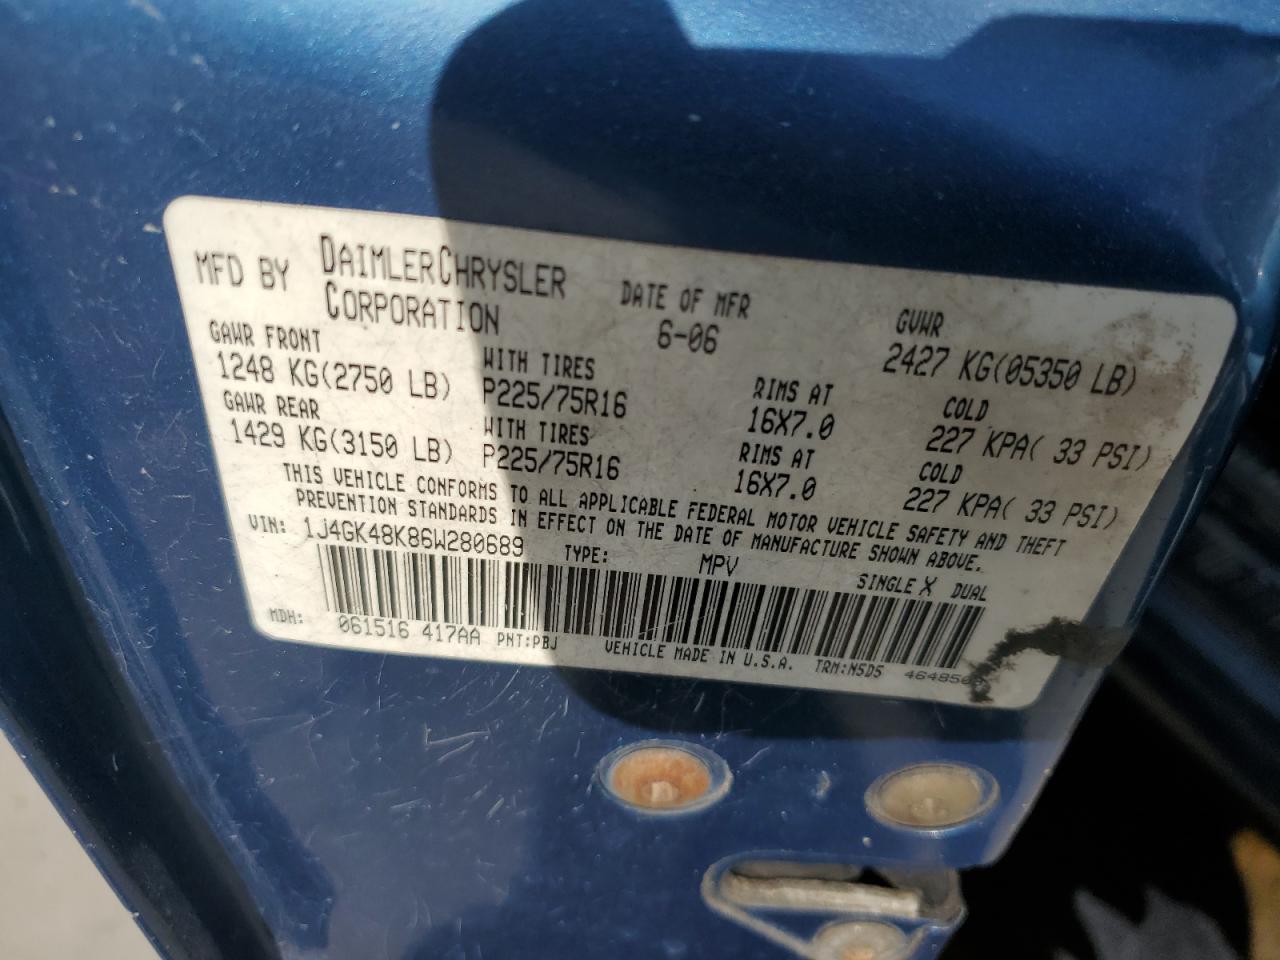 MFD BY DAIMLERCHRYSLER CORPORATION DATE OF MFR 6-06 GVWR 2427 KG(05350 LB)
GAWR FRONT WITH TIRES RIMS AT COLD
1248 KG(2750 LB) P225/75R16 16X7.0 227 KPA( 33 PSI)
GAWR REAR WITH TIRES RIMS AT COLD
1429 KG(3150 LB) P225/75R16 16X7.0 227 KPA( 33 PSI)
THIS VEHICLE CONFORMS TO ALL APPLICABLE FEDERAL MOTOR VEHICLE SAFETY AND THEFT
PREVENTION STANDARDS IN EFFECT ON THE DATE OF MANUFACTURE SHOWN ABOVE.
VIN: 1J4GK48K86W280689 TYPE: MPV SINGLE X DUAL
MDH: 061516 417AA PNT:PBJ VEHICLE MADE IN U.S.A. TRM:N5D5